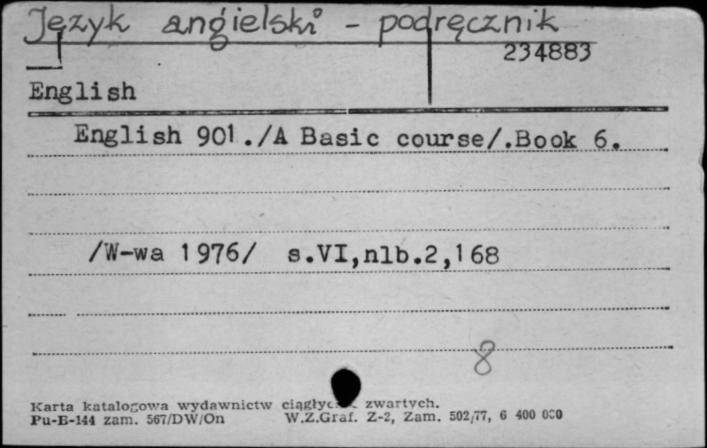 Język angielski - podręcznik
234883
English
English 901./A Basic course/.Book 6.
/W-wa 1976/ s.VI,nlb.2,168
8
Karta katalogowa wydawnictw zwartych.
Pu-B-144 zam. 567/DW/On W.Z.Graf. Z-2, Zam. 502/77, 6 400 000